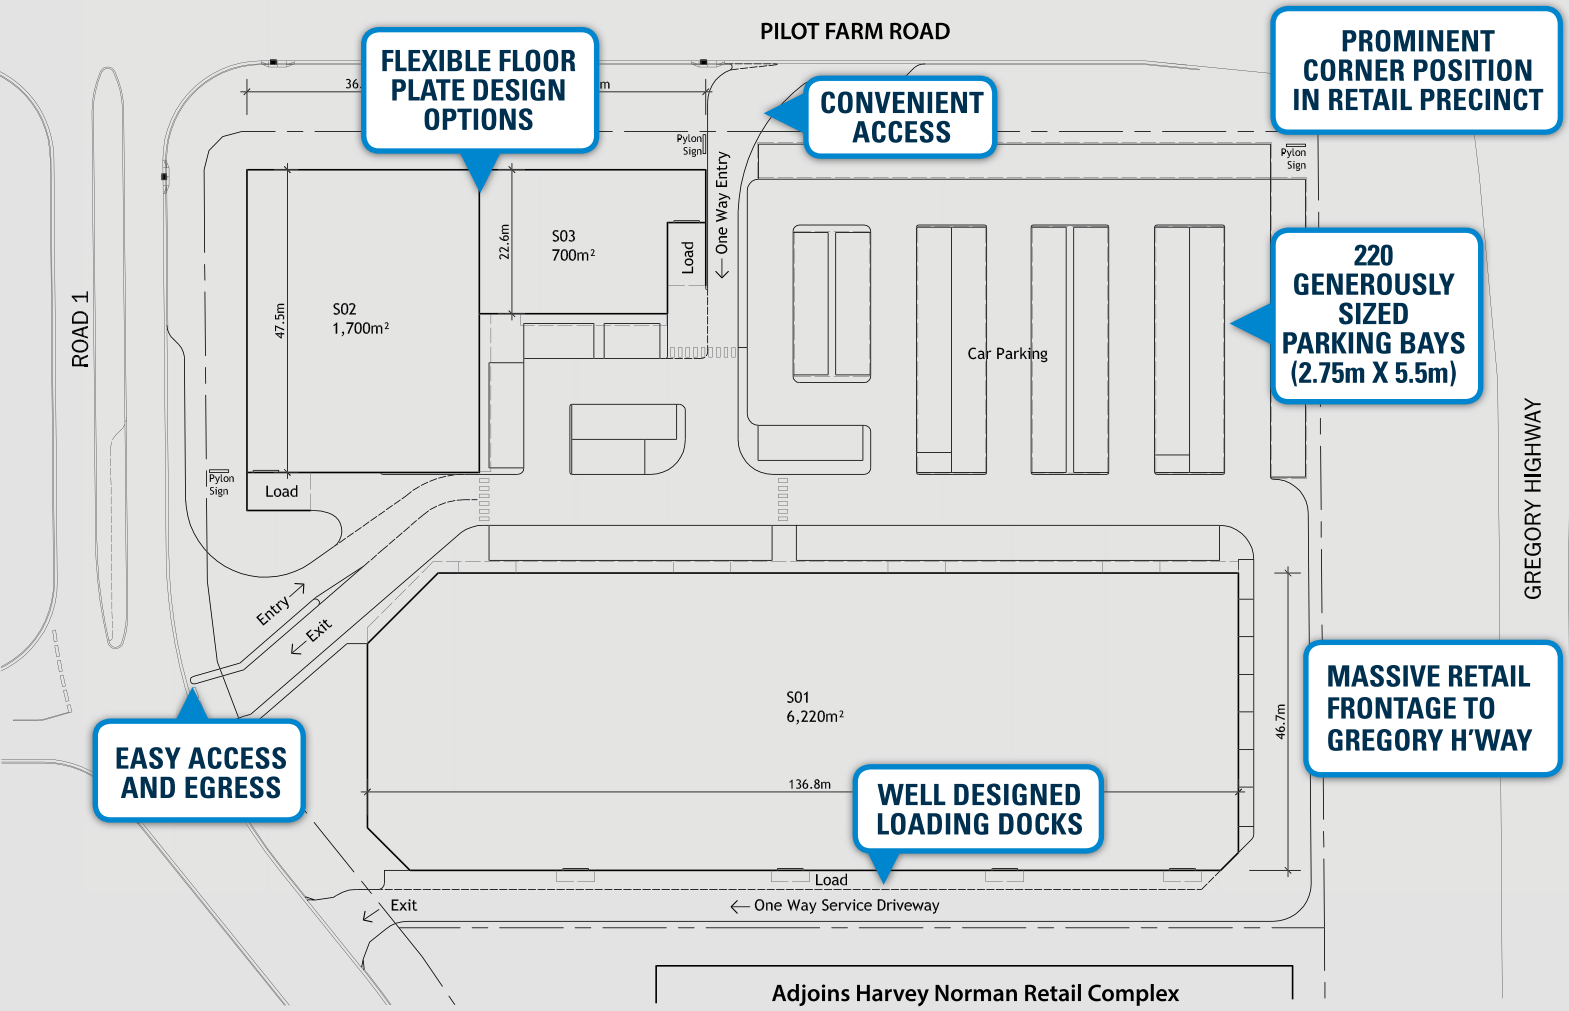 PILOT FARM ROAD
FLEXIBLE FLOOR
PLATE DESIGN
OPTIONS
36.
m
CONVENIENT
ACCESS
PROMINENT
CORNER POSITION
IN RETAIL PRECINCT
Pylon
Sign
Pylon
Sign
One Way Entry
22.6m
S03
700m²
Load
ROAD 1
47.5m
S02
1,700m²
Car Parking
220
GENEROUSLY
SIZED
PARKING BAYS
(2.75m X 5.5m)
GREGORY HIGHWAY
Pylon
Sign
Load
Entry
Exit
S01
6,220m²
46.7m
136.8m
MASSIVE RETAIL
FRONTAGE TO
GREGORY H'WAY
EASY ACCESS
AND EGRESS
WELL DESIGNED
LOADING DOCKS
Load
Exit
One Way Service Driveway
Adjoins Harvey Norman Retail Complex